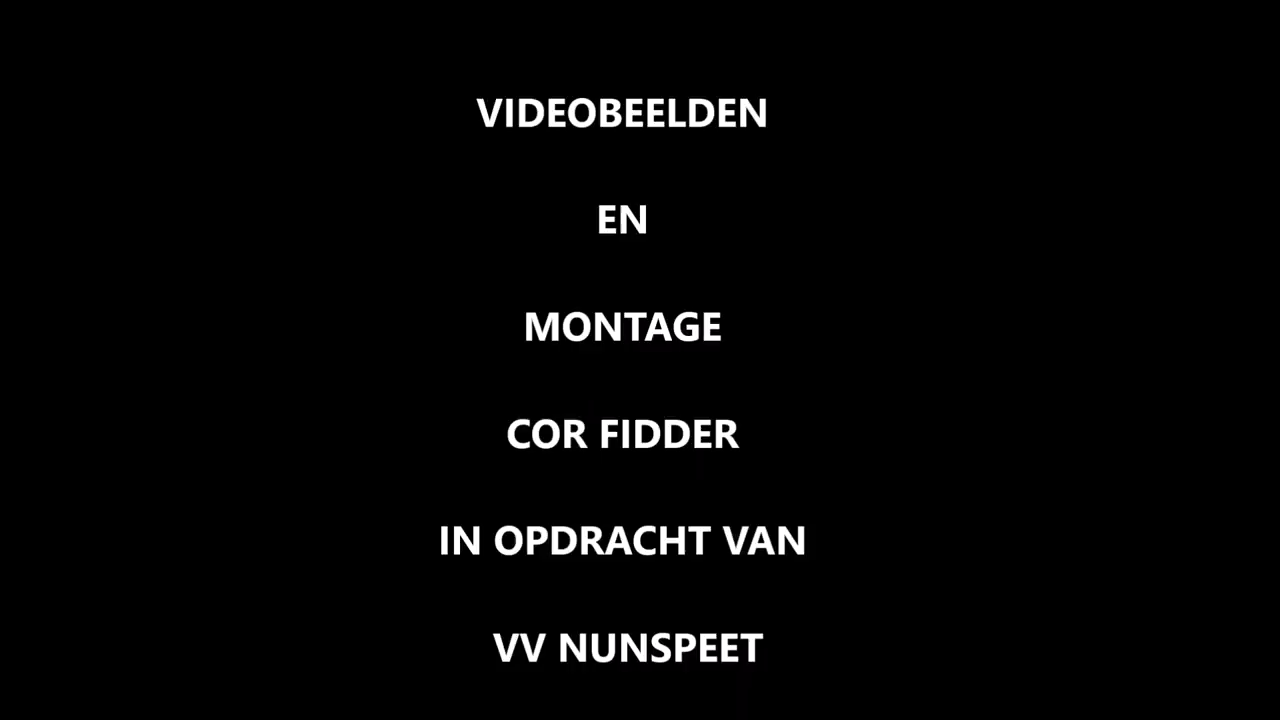 VIDEOBEELDEN
EN
MONTAGE
COR FIDDER
IN OPDRACHT VAN
VV NUNSPEET